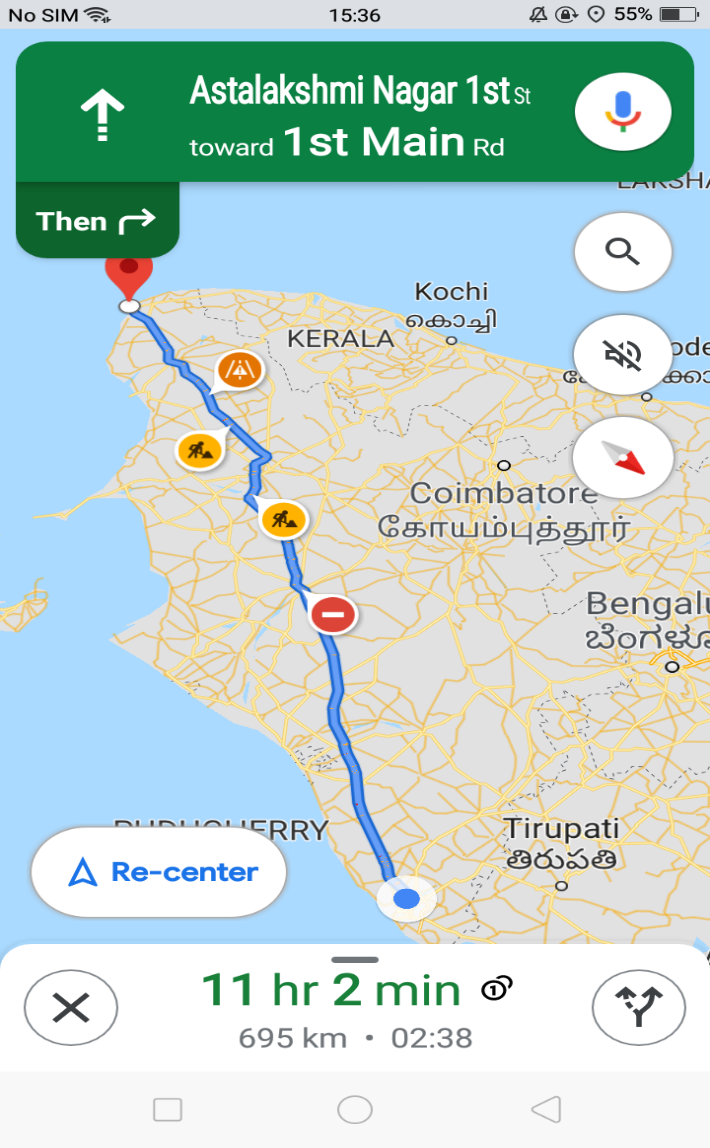 No SIM
15:36
55%
Astalakshmi Nagar 1st St
toward 1st Main Rd
Then
Kochi
കൊച്ചി
KERALA
Coimbatore
கோயம்புத்தூர்
PUDUCHERRY
Tirupati
తిరుపతి
Re-center
11 hr 2 min
695 km • 02:38